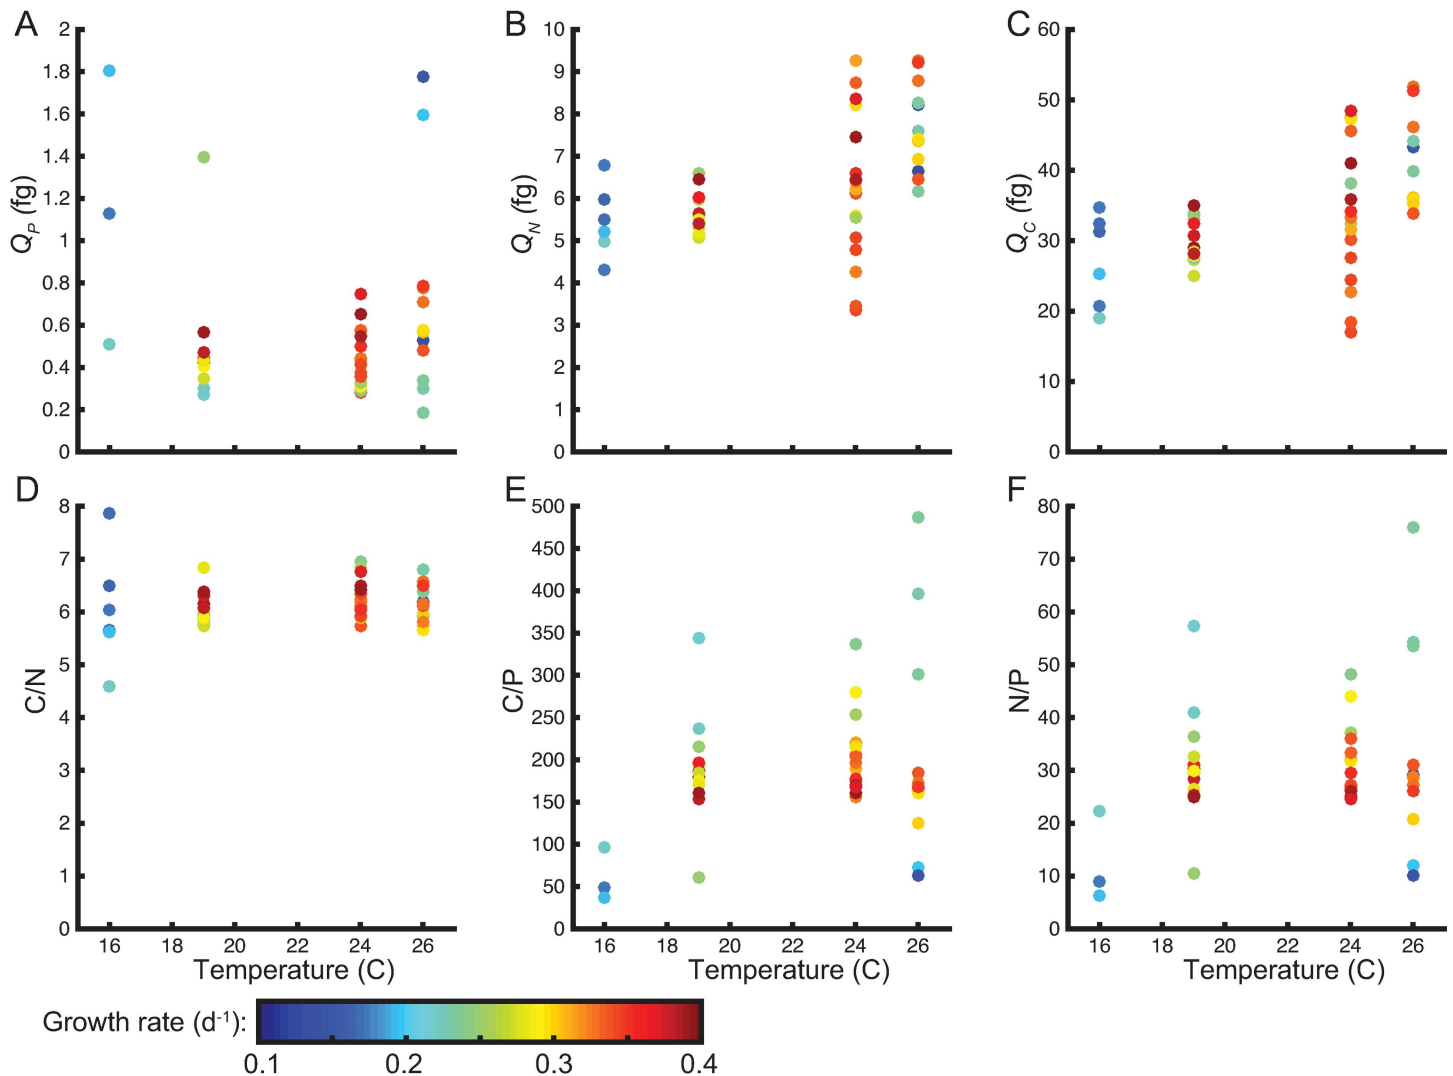 A
B
C
2
1.8
1.6
1.4
1.2
1
0.8
0.6
0.4
0.2
0
Q_P (fg)
10
9
8
7
6
5
4
3
2
1
0
Q_N (fg)
60
50
40
30
20
10
0
Q_C (fg)
D
E
F
8
7
6
5
4
3
2
1
0
C/N
16 18 20 22 24 26
Temperature (C)
500
450
400
350
300
250
200
150
100
50
0
C/P
16 18 20 22 24 26
Temperature (C)
80
70
60
50
40
30
20
10
0
N/P
16 18 20 22 24 26
Temperature (C)
Growth rate (d⁻¹):
0.1 0.2 0.3 0.4